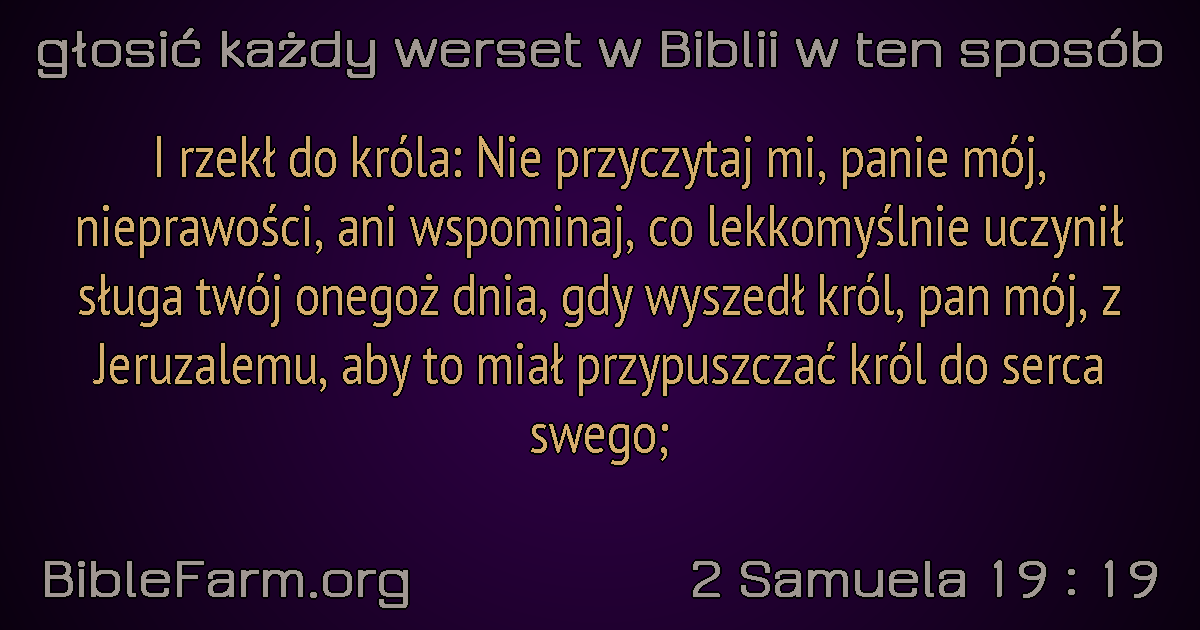 głosić każdy werset w Biblii w ten sposób
I rzekł do króla: Nie przyczytaj mi, panie mój,
nieprawości, ani wspominaj, co lekkomyślnie uczynił
sługa twój onegoż dnia, gdy wyszedł król, pan mój, z
Jeruzalemu, aby to miał przypuszczać król do serca
swego;
BibleFarm.org
2 Samuela 19 : 19